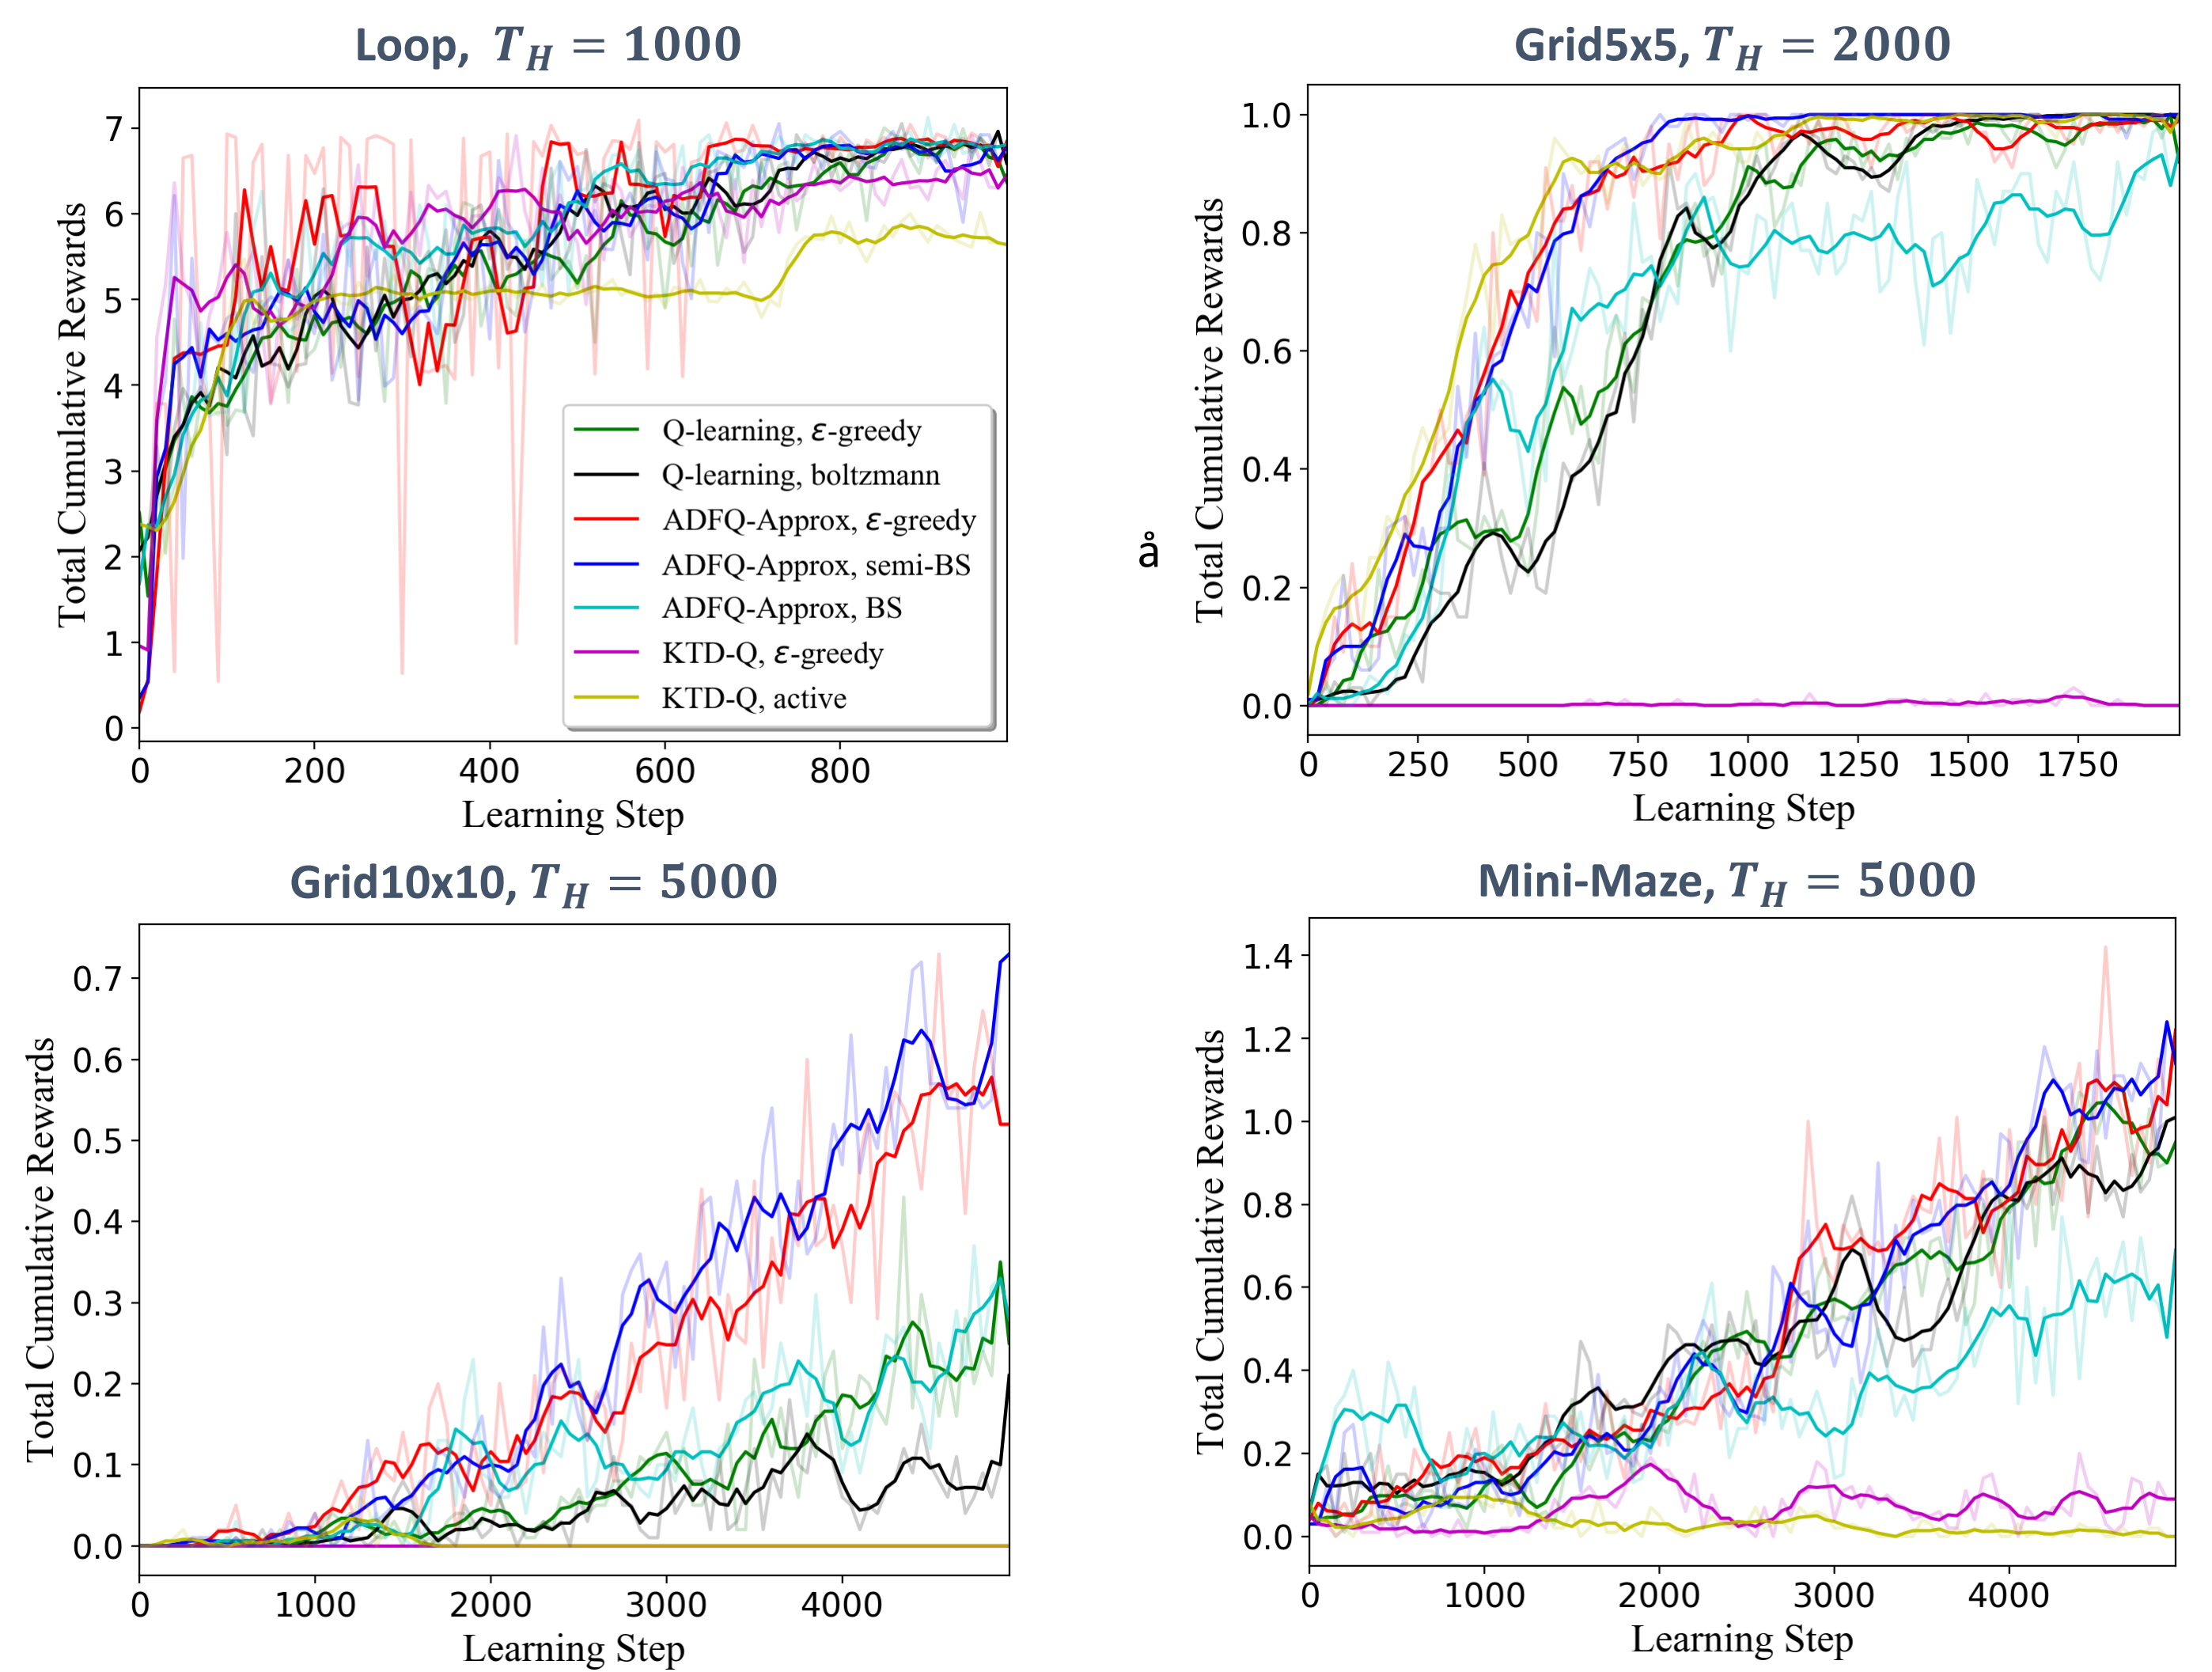 Loop, T_H = 1000
7
6
5
4
3
2
1
0
Total Cumulative Rewards
Q-learning, ε-greedy
Q-learning, boltzmann
ADFQ-Approx, ε-greedy
ADFQ-Approx, semi-BS
ADFQ-Approx, BS
KTD-Q, ε-greedy
KTD-Q, active
0 200 400 600 800
Learning Step
Grid5x5, T_H = 2000
1.0
0.8
0.6
0.4
0.2
0.0
Total Cumulative Rewards
å
0 250 500 750 1000 1250 1500 1750
Learning Step
Grid10x10, T_H = 5000
0.7
0.6
0.5
0.4
0.3
0.2
0.1
0.0
Total Cumulative Rewards
0 1000 2000 3000 4000
Learning Step
Mini-Maze, T_H = 5000
1.4
1.2
1.0
0.8
0.6
0.4
0.2
0.0
Total Cumulative Rewards
0 1000 2000 3000 4000
Learning Step